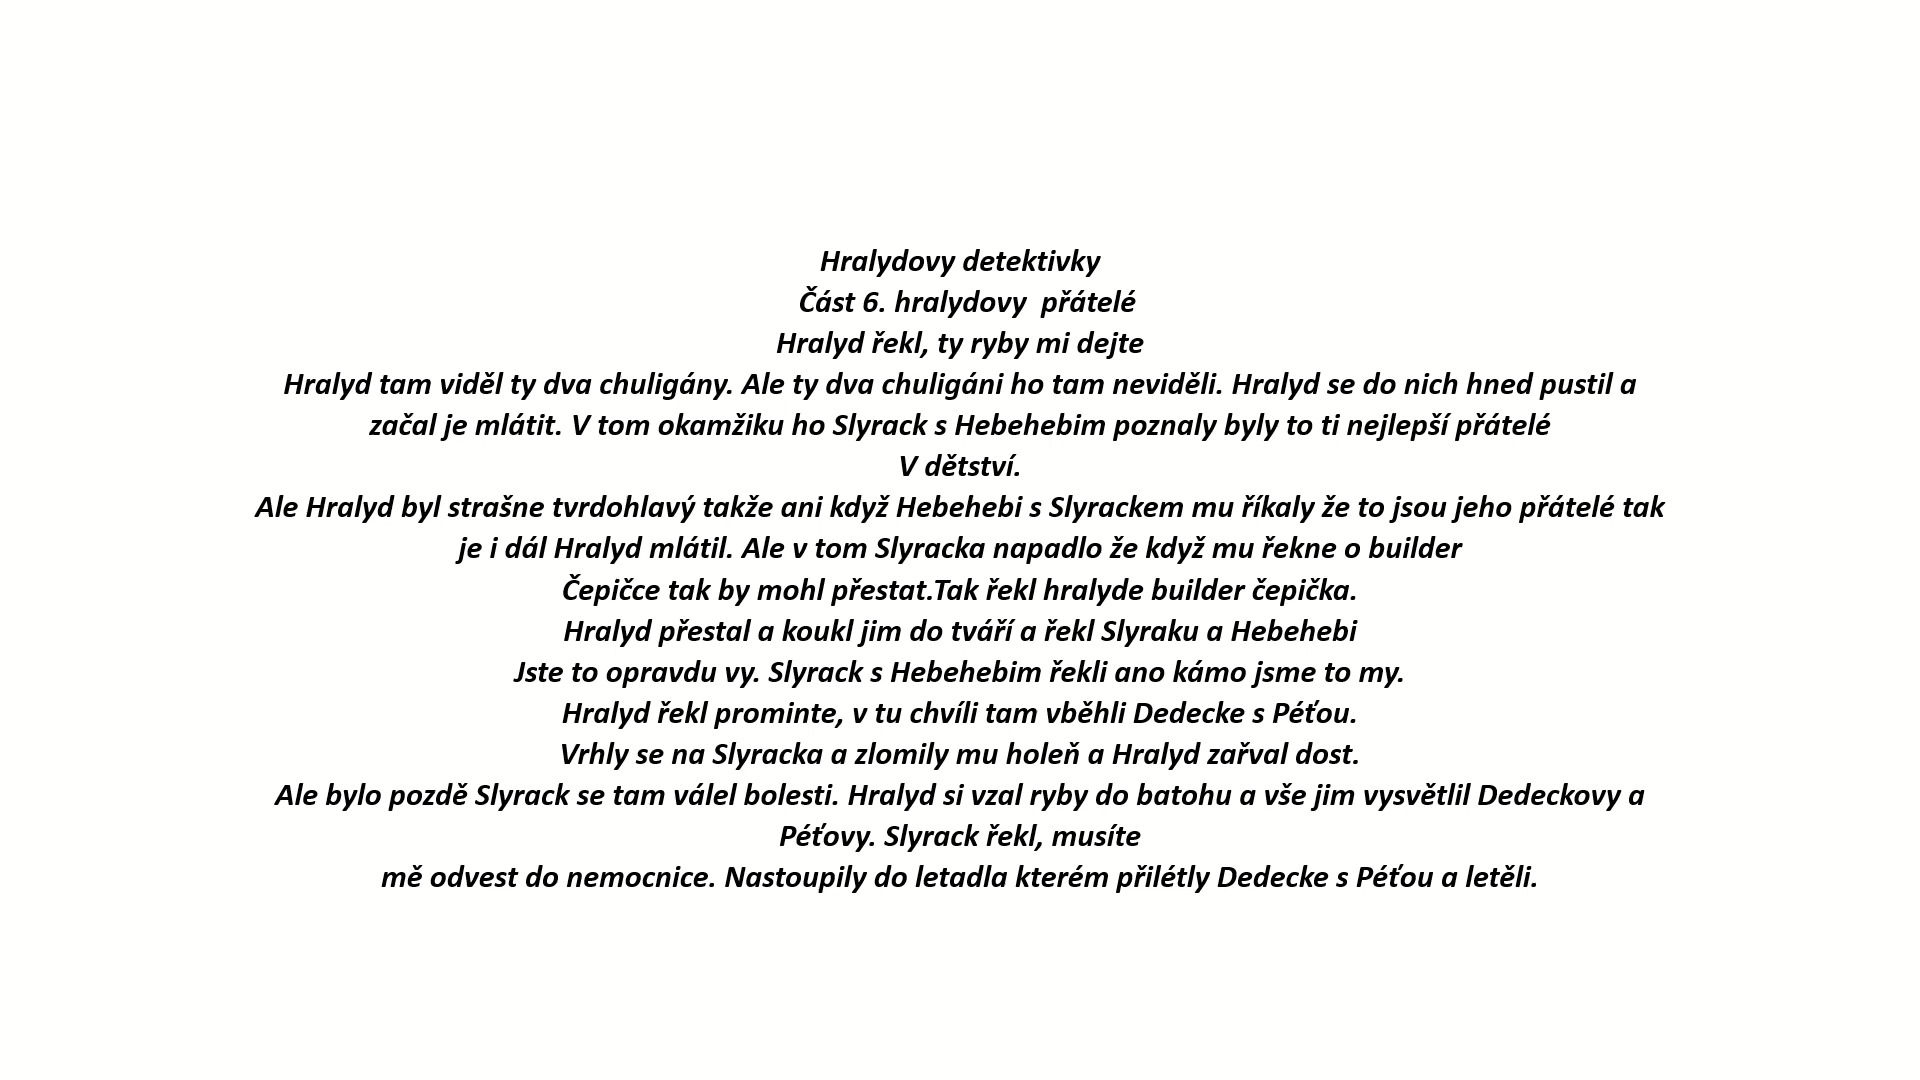 Hralydovy detektivky
Část 6. hralydovy  přátelé
Hralyd řekl, ty ryby mi dejte
Hralyd tam viděl ty dva chuligány. Ale ty dva chuligáni ho tam neviděli. Hralyd se do nich hned pustil a
začal je mlátit. V tom okamžiku ho Slyrack s Hebehebim poznaly byly to ti nejlepší přátelé
V dětství.
Ale Hralyd byl strašne tvrdohlavý takže ani když Hebehebi s Slyrackem mu říkaly že to jsou jeho přátelé tak
je i dál Hralyd mlátil. Ale v tom Slyracka napadlo že když mu řekne o builder
Čepičce tak by mohl přestat.Tak řekl hralyde builder čepička.
Hralyd přestal a koukl jim do tváří a řekl Slyraku a Hebehebi
Jste to opravdu vy. Slyrack s Hebehebim řekli ano kámo jsme to my.
Hralyd řekl prominte, v tu chvíli tam vběhli Dedecke s Péťou.
Vrhly se na Slyracka a zlomily mu holeň a Hralyd zařval dost.
Ale bylo pozdě Slyrack se tam válel bolesti. Hralyd si vzal ryby do batohu a vše jim vysvětlil Dedeckovy a
Péťovy. Slyrack řekl, musíte
mě odvest do nemocnice. Nastoupily do letadla kterém přilétly Dedecke s Péťou a letěli.